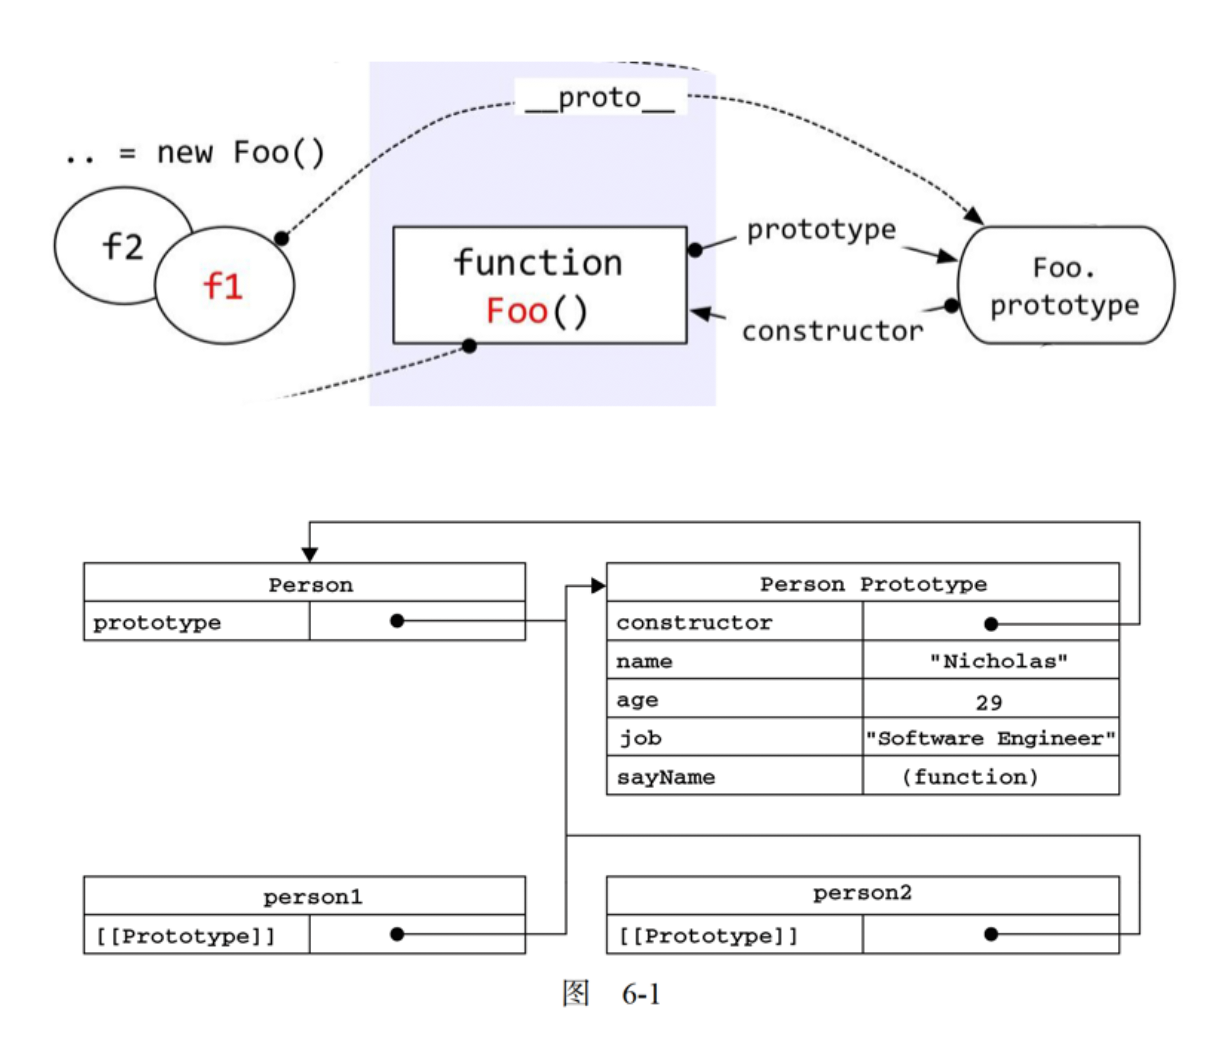 __proto__
.. = new Foo()
f2
f1
function
Foo()
prototype
constructor
Foo.
prototype
Person
prototype
Person Prototype
constructor
name "Nicholas"
age 29
job "Software Engineer"
sayName (function)
person1
[[Prototype]]
person2
[[Prototype]]
图 6-1